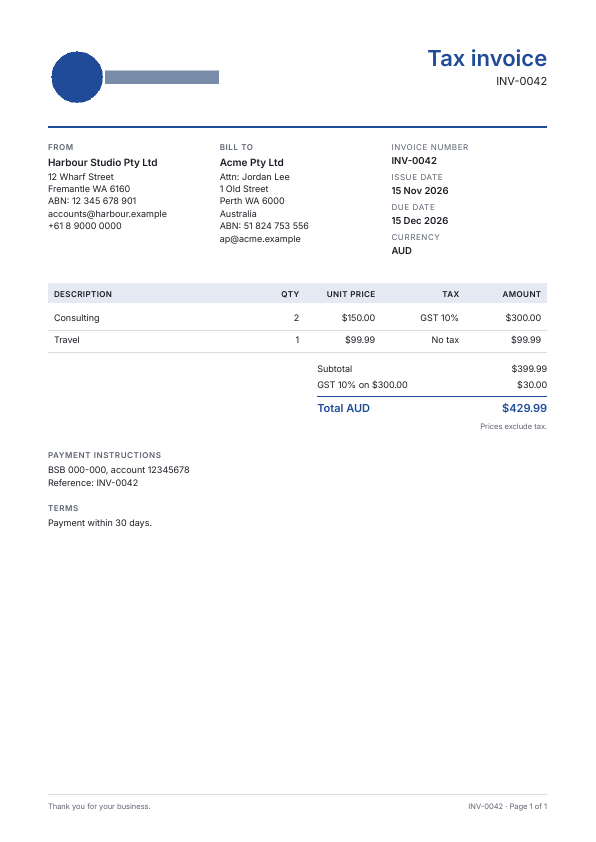 Tax invoice
INV-0042
FROM
Harbour Studio Pty Ltd
12 Wharf Street
Fremantle WA 6160
ABN: 12 345 678 901
accounts@harbour.example
+61 8 9000 0000
BILL TO
Acme Pty Ltd
Attn: Jordan Lee
1 Old Street
Perth WA 6000
Australia
ABN: 51 824 753 556
ap@acme.example
INVOICE NUMBER
INV-0042
ISSUE DATE
15 Nov 2026
DUE DATE
15 Dec 2026
CURRENCY
AUD
DESCRIPTION QTY UNIT PRICE TAX AMOUNT
Consulting 2 $150.00 GST 10% $300.00
Travel 1 $99.99 No tax $99.99
Subtotal $399.99
GST 10% on $300.00 $30.00
Total AUD $429.99
Prices exclude tax.
PAYMENT INSTRUCTIONS
BSB 000-000, account 12345678
Reference: INV-0042
TERMS
Payment within 30 days.
Thank you for your business. INV-0042 · Page 1 of 1